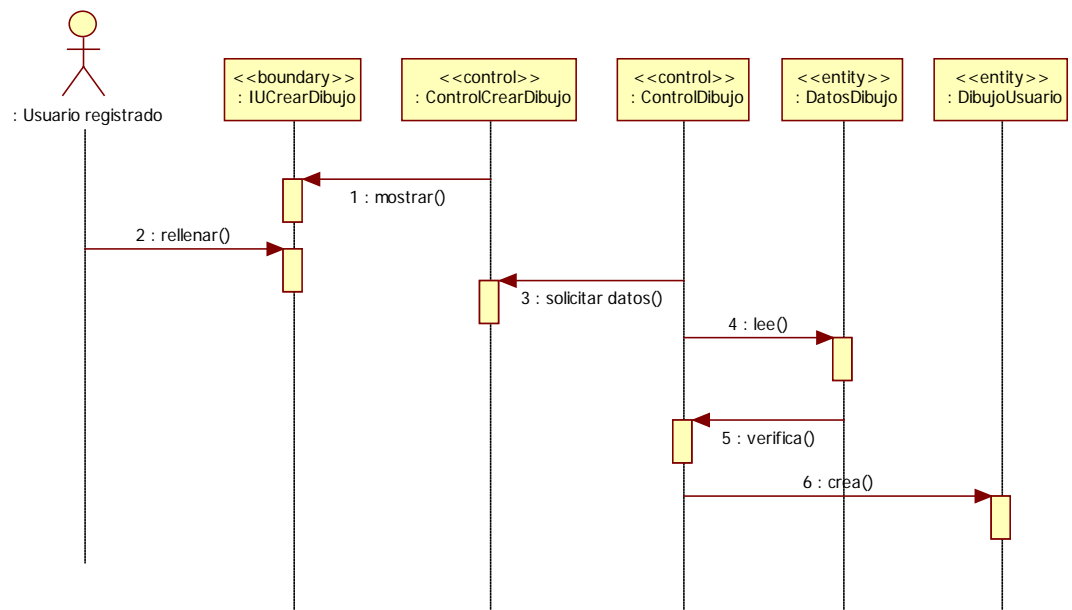 : Usuario registrado
<<boundary>>
: IUCrearDibujo
<<control>>
: ControlCrearDibujo
<<control>>
: ControlDibujo
<<entity>>
: DatosDibujo
<<entity>>
: DibujoUsuario
1 : mostrar()
2 : rellenar()
3 : solicitar datos()
4 : lee()
5 : verifica()
6 : crea()